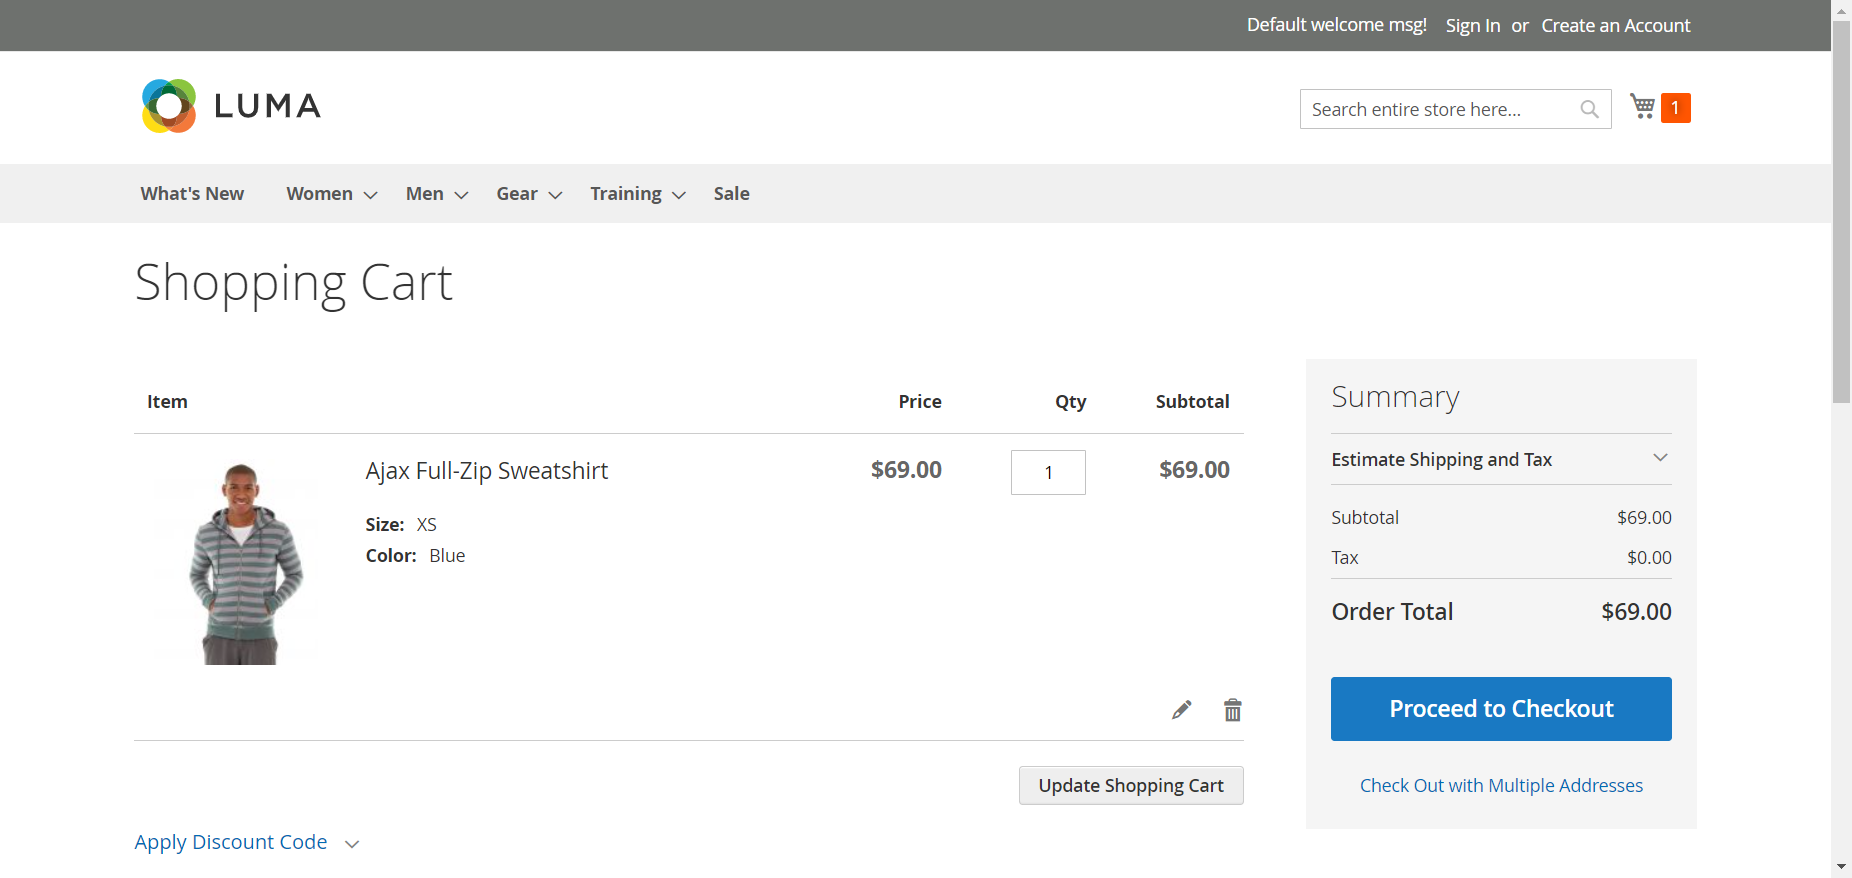 Default welcome msg! Sign In or Create an Account
LUMA
Search entire store here...
1
What's New Women Men Gear Training Sale
Shopping Cart
Item Price Qty Subtotal
Ajax Full-Zip Sweatshirt $69.00 1 $69.00
Size: XS
Color: Blue
Update Shopping Cart
Apply Discount Code
Summary
Estimate Shipping and Tax
Subtotal $69.00
Tax $0.00
Order Total $69.00
Proceed to Checkout
Check Out with Multiple Addresses